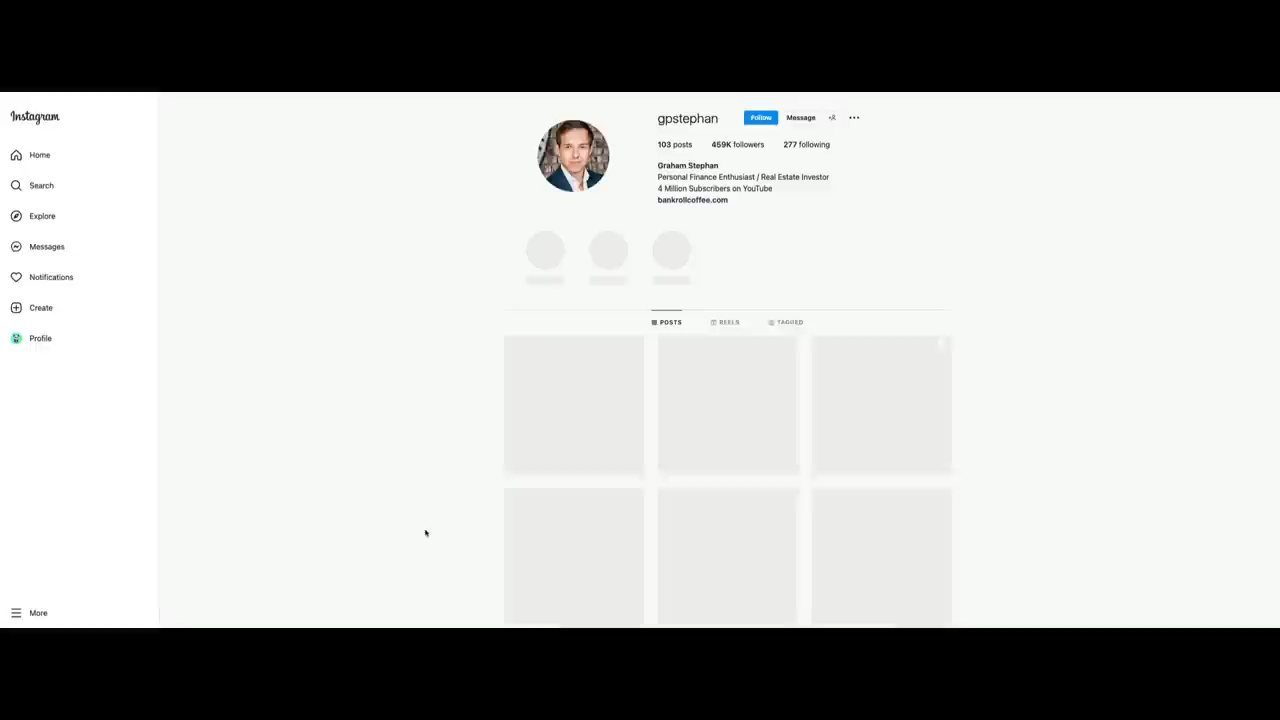 Instagram
Home
Search
Explore
Messages
Notifications
Create
Profile
More
gpstephan Follow Message
103 posts 459K followers 277 following
Graham Stephan
Personal Finance Enthusiast / Real Estate Investor
4 Million Subscribers on YouTube
bankrollcoffee.com
POSTS REELS TAGGED